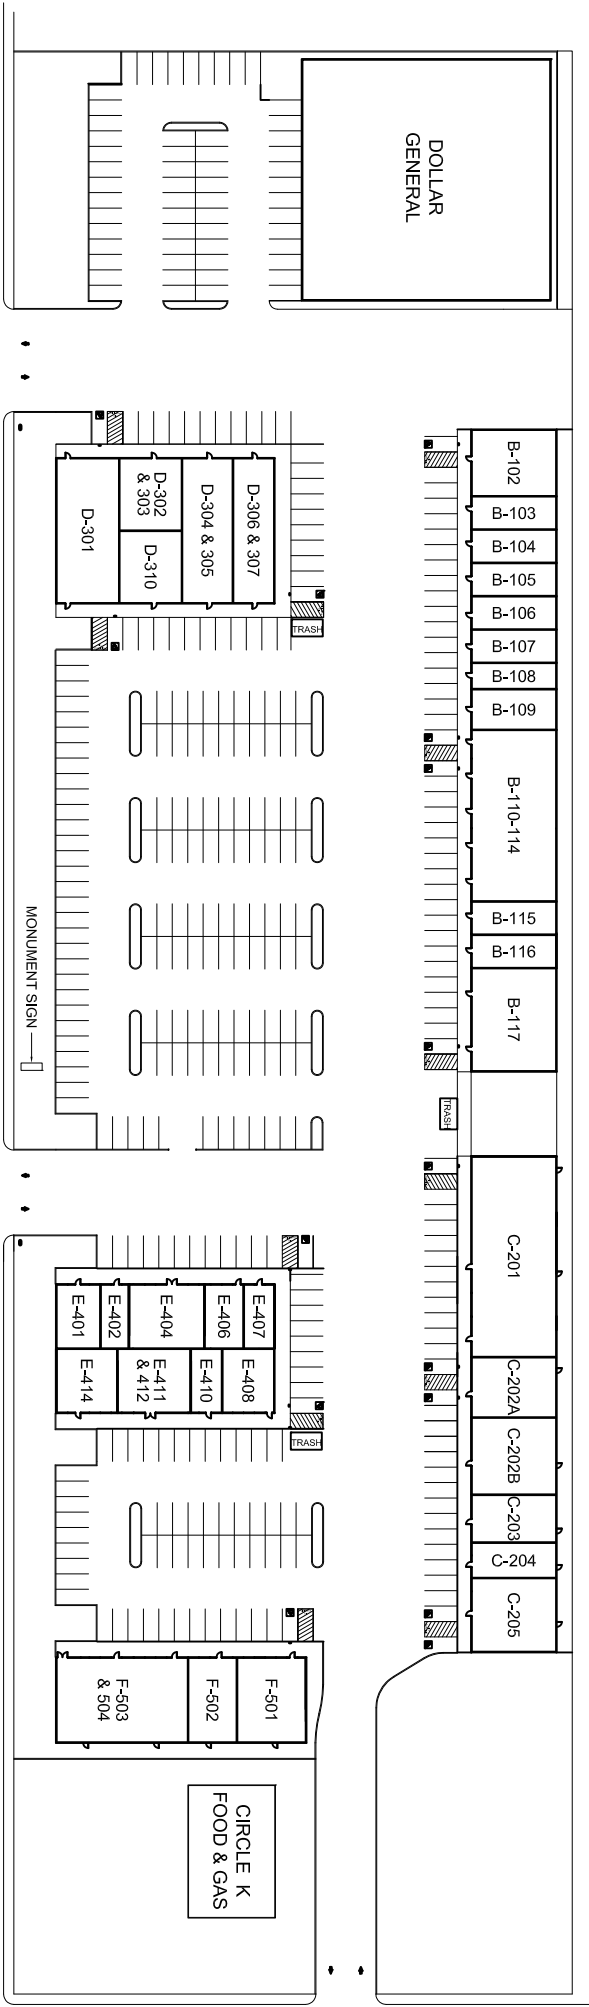 DOLLAR
GENERAL
B-102
B-103
B-104
B-105
B-106
B-107
B-108
B-109
B-110-114
B-115
B-116
B-117
D-301
D-302
& 303
D-310
D-304 & 305
D-306 & 307
TRASH
MONUMENT SIGN
TRASH
C-201
C-202A
C-202B
C-203
C-204
C-205
E-401
E-402
E-404
E-406
E-407
E-414
E-411
& 412
E-410
E-408
TRASH
F-503
& 504
F-502
F-501
CIRCLE K
FOOD & GAS